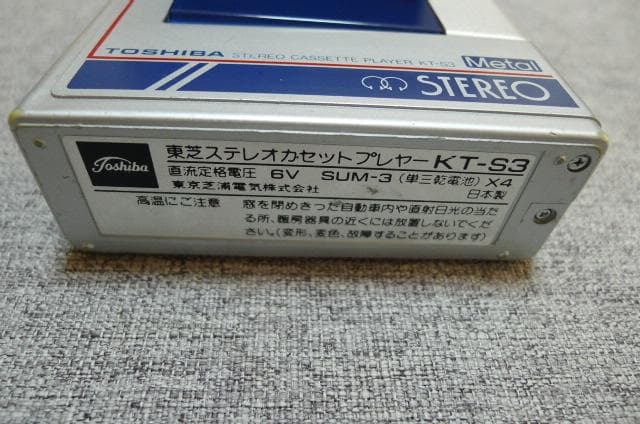 TOSHIBA STEREO CASSETTE PLAYER KT-S3 Metal
STEREO
Toshiba
東芝ステレオカセットプレヤーKT-S3
直流定格電圧 6V SUM-3 (単三乾電池) X4
東京芝浦電気株式会社 日本製
高温にご注意 窓を閉めきった自動車内や直射日光の当た
る所、暖房器具の近くには放置しないでくだ
さい。(変形、変色、故障することがあります)